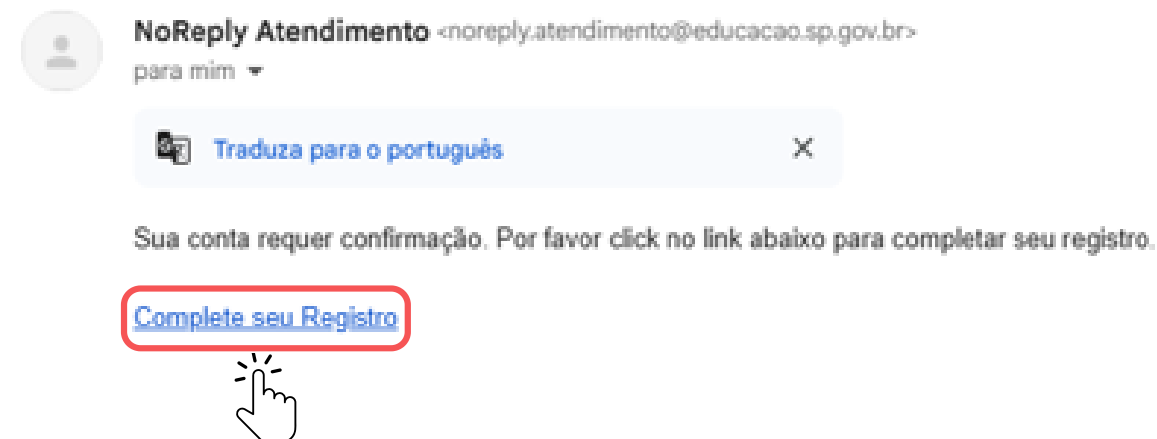 NoReply Atendimento <noreply.atendimento@educacao.sp.gov.br>
para mim
Traduza para o português
Sua conta requer confirmação. Por favor click no link abaixo para completar seu registro.
Complete seu Registro